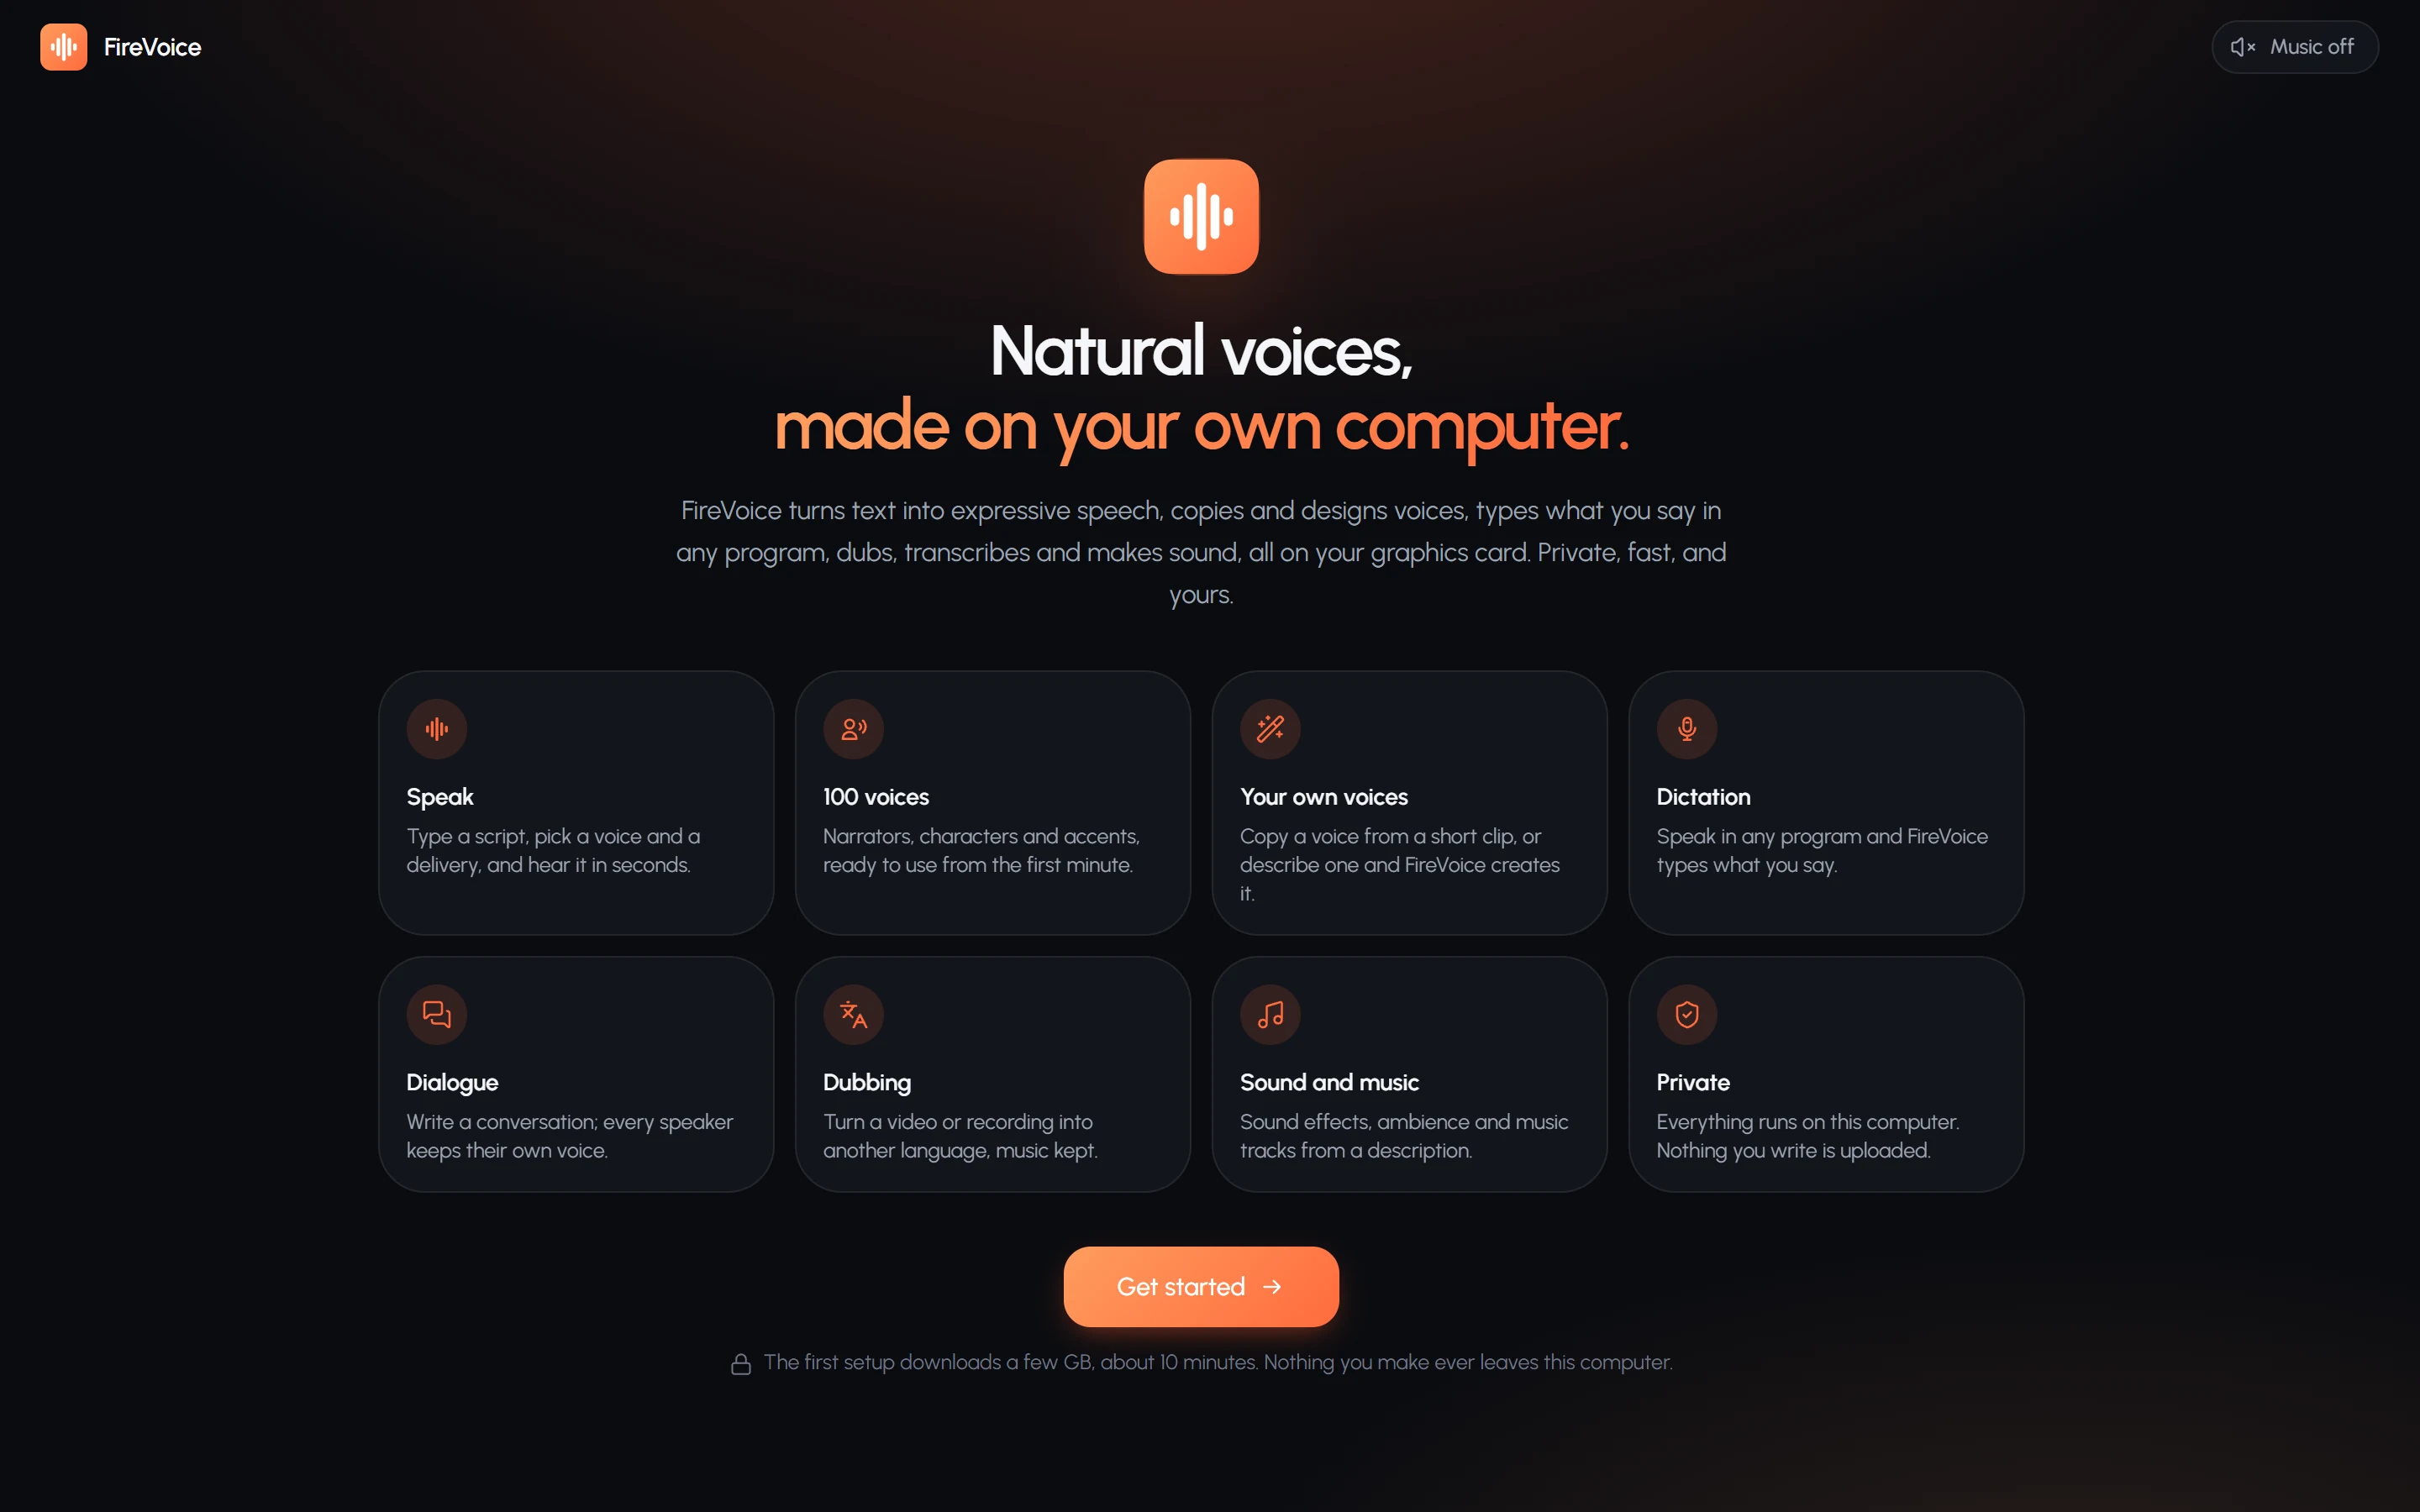 FireVoice
Music off
Natural voices,
made on your own computer.
FireVoice turns text into expressive speech, copies and designs voices, types what you say in
any program, dubs, transcribes and makes sound, all on your graphics card. Private, fast, and
yours.
Speak
Type a script, pick a voice and a
delivery, and hear it in seconds.
100 voices
Narrators, characters and accents,
ready to use from the first minute.
Your own voices
Copy a voice from a short clip, or
describe one and FireVoice creates
it.
Dictation
Speak in any program and FireVoice
types what you say.
Dialogue
Write a conversation; every speaker
keeps their own voice.
Dubbing
Turn a video or recording into
another language, music kept.
Sound and music
Sound effects, ambience and music
tracks from a description.
Private
Everything runs on this computer.
Nothing you write is uploaded.
Get started →
The first setup downloads a few GB, about 10 minutes. Nothing you make ever leaves this computer.